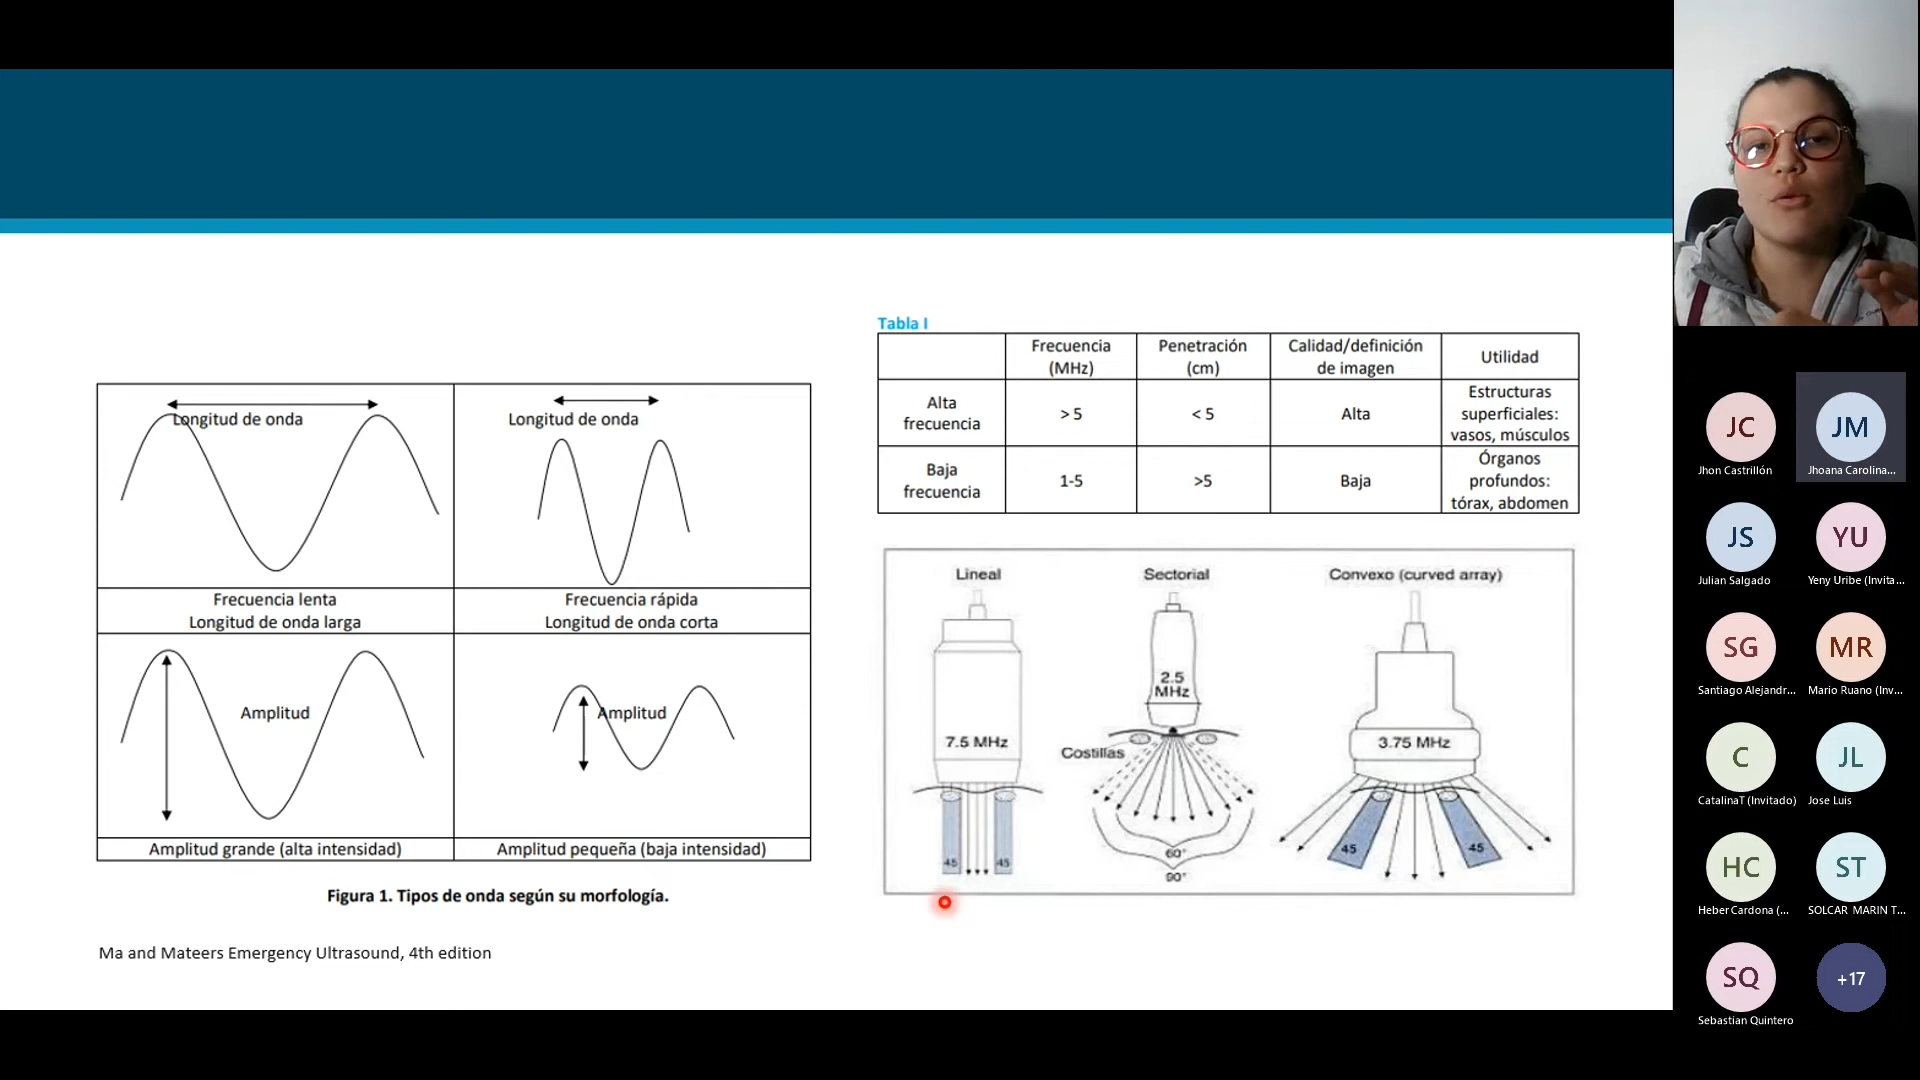 Longitud de onda
Longitud de onda
Frecuencia lenta
Longitud de onda larga
Frecuencia rápida
Longitud de onda corta
Amplitud
Amplitud
Amplitud grande (alta intensidad)
Amplitud pequeña (baja intensidad)
Figura 1. Tipos de onda según su morfología.
Ma and Mateers Emergency Ultrasound, 4th edition
Tabla I
Frecuencia
(MHz)
Penetración
(cm)
Calidad/definición
de imagen
Utilidad
Alta
frecuencia
> 5
< 5
Alta
Estructuras
superficiales:
vasos, músculos
Baja
frecuencia
1-5
>5
Baja
Órganos
profundos:
tórax, abdomen
Lineal
Sectorial
Convexo (curved array)
7.5 MHz
2.5
MHz
3.75 MHz
Costillas
45
45
60°
90°
45
45
JC
Jhon Castrillón
JM
Jhoana Carolina...
JS
Julian Salgado
YU
Yeny Uribe (Invita...
SG
Santiago Alejandr...
MR
Mario Ruano (Inv...
C
CatalinaT (Invitado)
JL
Jose Luis
HC
Heber Cardona (...
ST
SOLCAR MARIN T...
SQ
Sebastian Quintero
+17